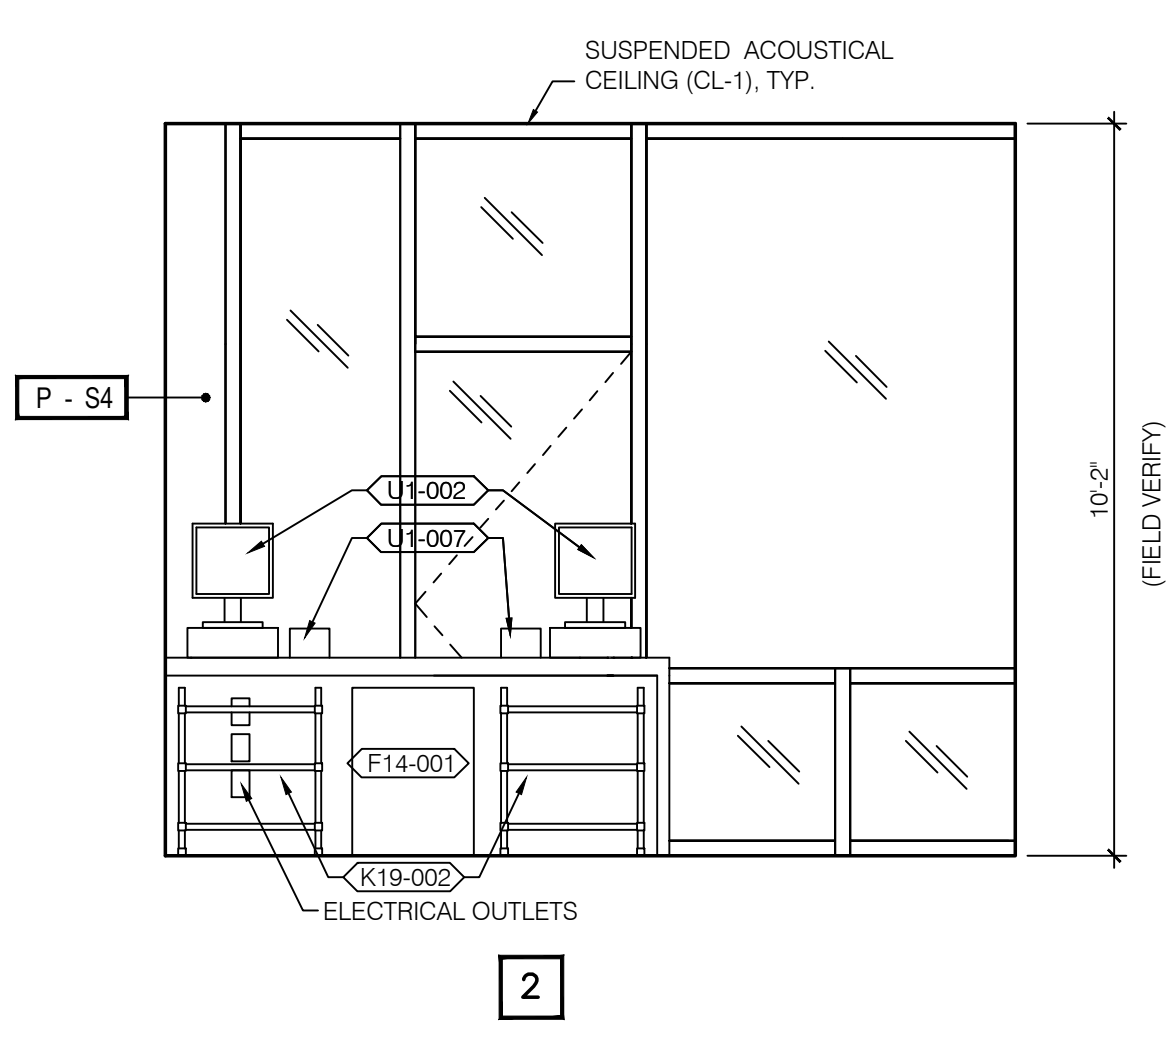 SUSPENDED ACOUSTICAL
CEILING (CL-1), TYP.
P - S4
U1-002
U1-007
10'-2"
(FIELD VERIFY)
F14-001
K19-002
ELECTRICAL OUTLETS
2